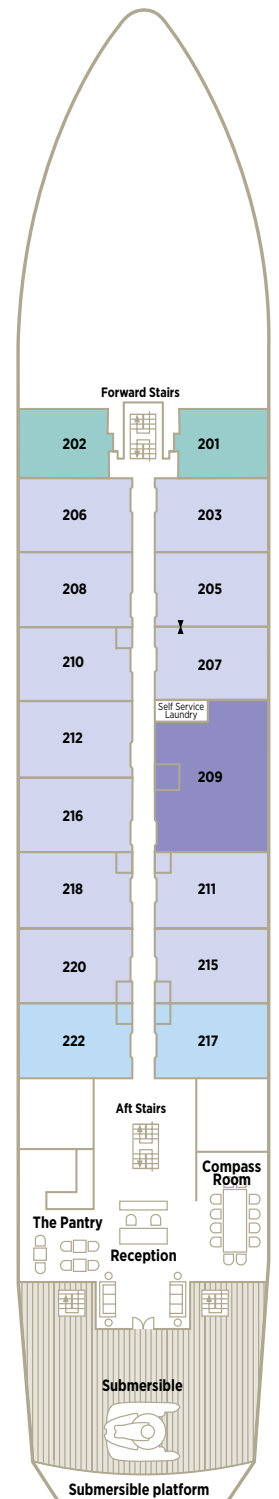 Forward Stairs
202
201
206
203
208
205
210
207
Self Service
Laundry
212
209
216
218
211
220
215
222
217
Aft Stairs
Compass
Room
The Pantry
Reception
Submersible
Submersible platform